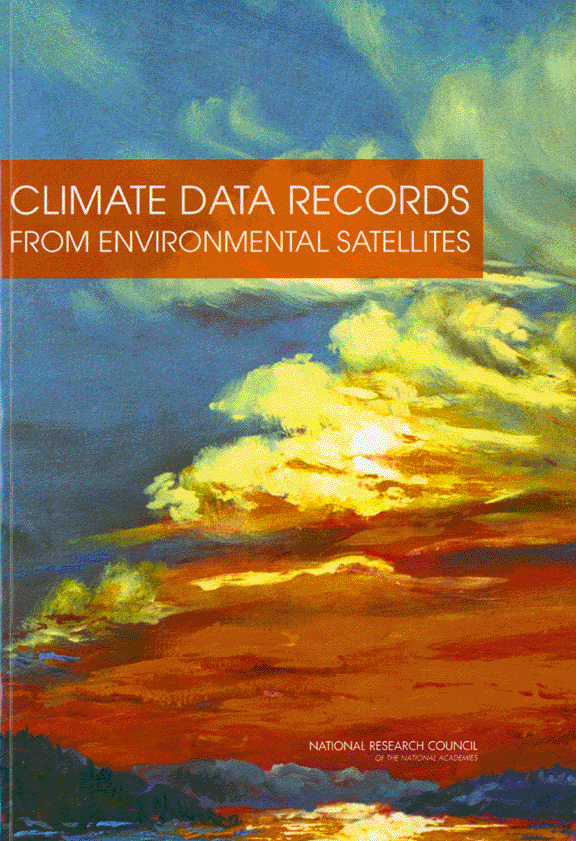 CLIMATE DATA RECORDS
FROM ENVIRONMENTAL SATELLITES
NATIONAL RESEARCH COUNCIL
OF THE NATIONAL ACADEMIES